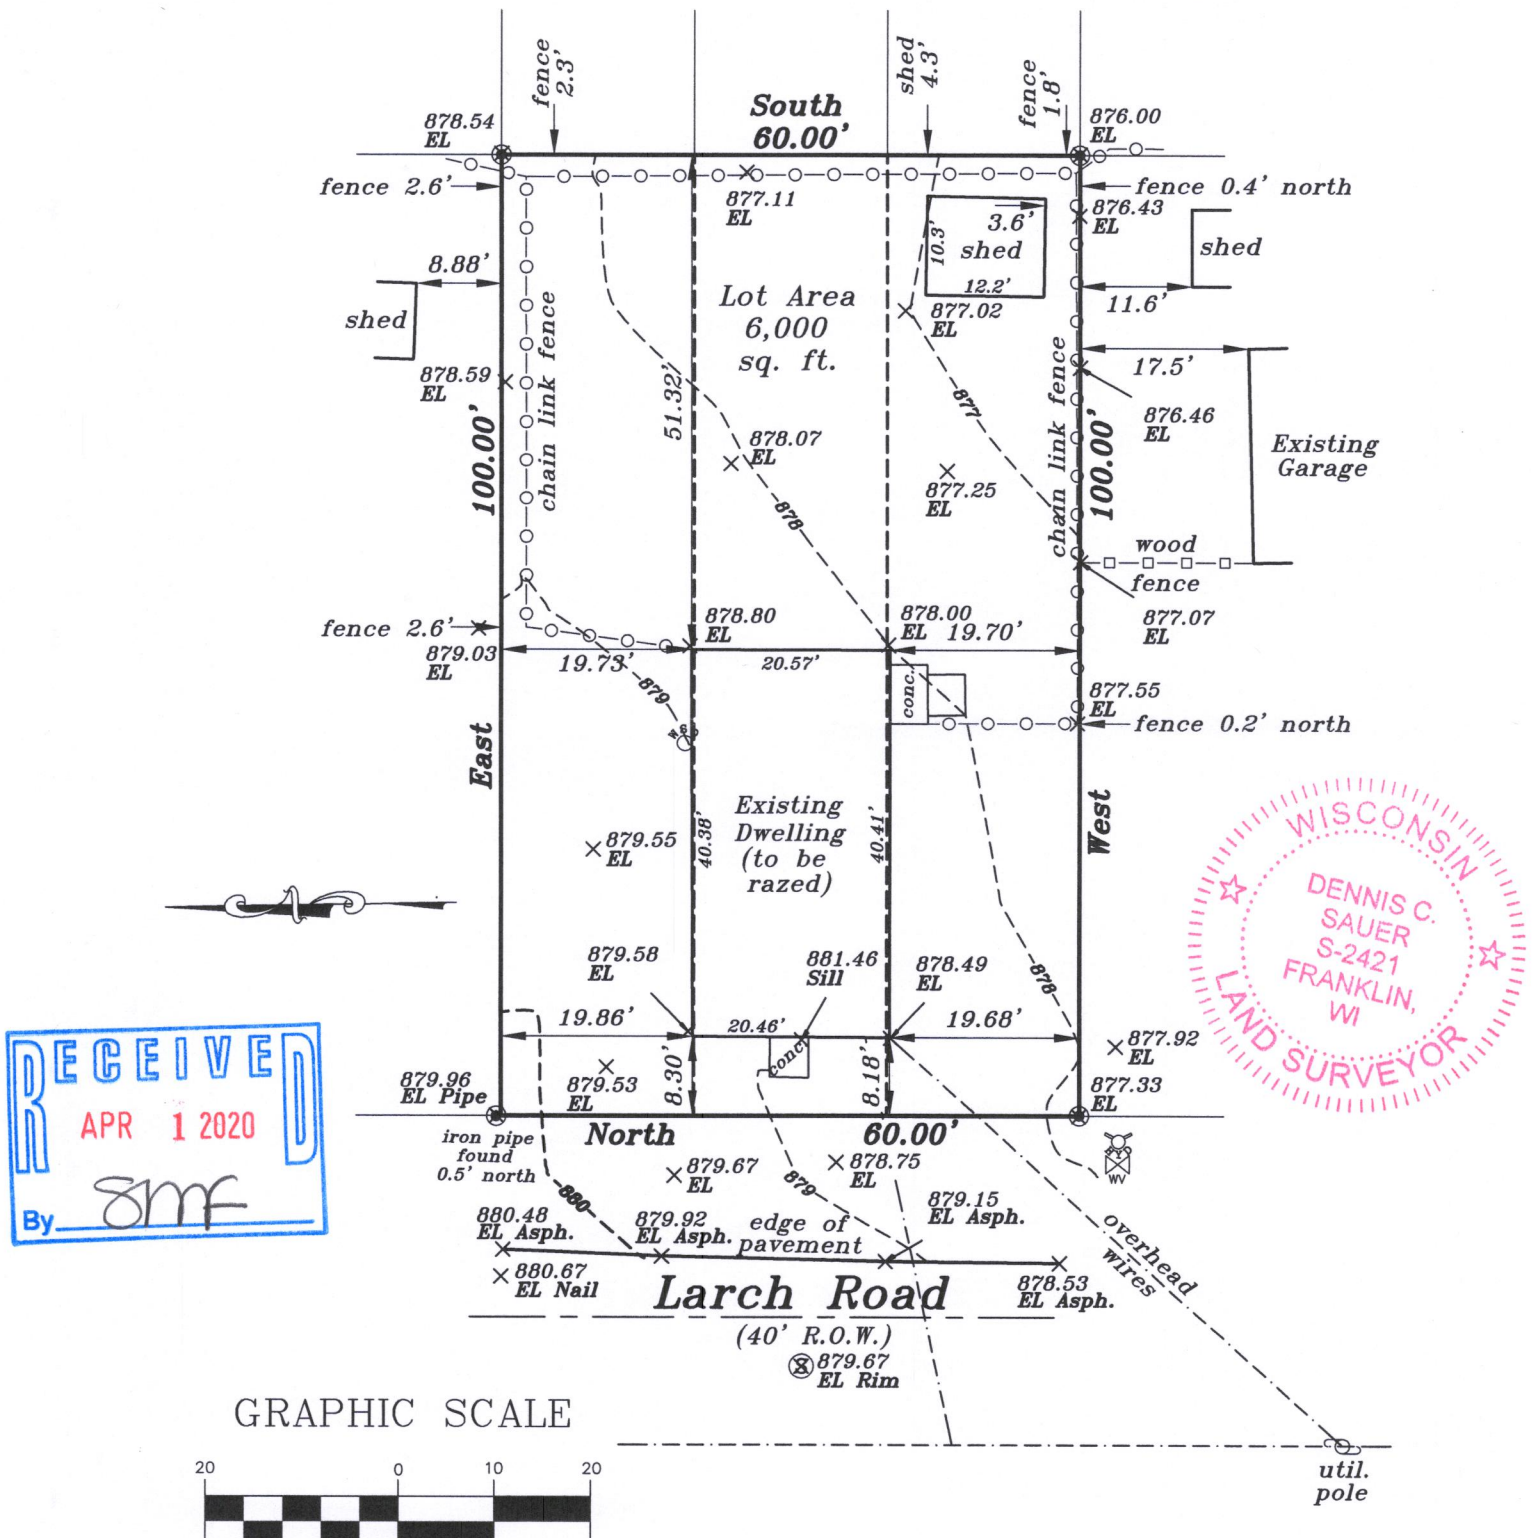 fence
2.3'
shed
4.3'
fence
1.8'
South
60.00'
878.54
EL
876.00
EL
fence 2.6'
877.11
EL
fence 0.4' north
876.43
EL
3.6'
10.3'
shed
12.2'
shed
8.88'
shed
Lot Area
6,000
sq. ft.
877.02
EL
11.6'
17.5'
878.59
EL
chain link fence
51.32'
877
chain link fence
876.46
EL
100.00'
100.00'
878.07
EL
877.25
EL
Existing
Garage
878
wood
fence
fence 2.6'
878.80
EL
878.00
EL
19.70'
877.07
EL
879.03
EL
19.73'
20.57'
879
conc.
877.55
EL
fence 0.2' north
East
West
Existing
Dwelling
(to be
razed)
40.38'
40.41'
879.55
EL
N
879.58
EL
881.46
Sill
878.49
EL
878
19.86'
20.46'
19.68'
conc.
877.92
EL
879.96
EL Pipe
879.53
EL
8.30'
8.18'
877.33
EL
iron pipe
found
0.5' north
North
60.00'
WV
879.67
EL
878.75
EL
879
880
880.48
EL Asph.
879.92
EL Asph.
edge of
pavement
879.15
EL Asph.
overhead
wires
880.67
EL Nail
Larch Road
878.53
EL Asph.
(40' R.O.W.)
S
879.67
EL Rim
util.
pole
WISCONSIN
DENNIS C.
SAUER
S-2421
FRANKLIN,
WI
LAND SURVEYOR
RECEIVED
APR 1 2020
By SMF
GRAPHIC SCALE
20 0 10 20